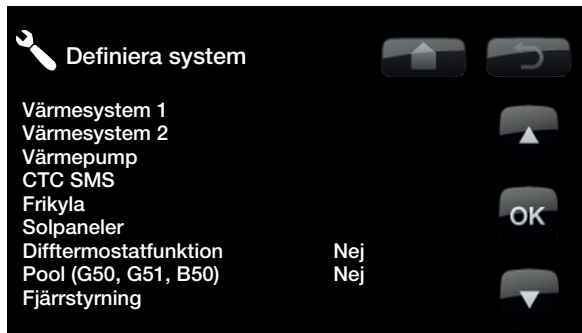 Definiera system
Värmesystem 1
Värmesystem 2
Värmepump
CTC SMS
Frikyla
Solpaneler
Difftermostatfunktion Nej
Pool (G50, G51, B50) Nej
Fjärrstyrning
OK